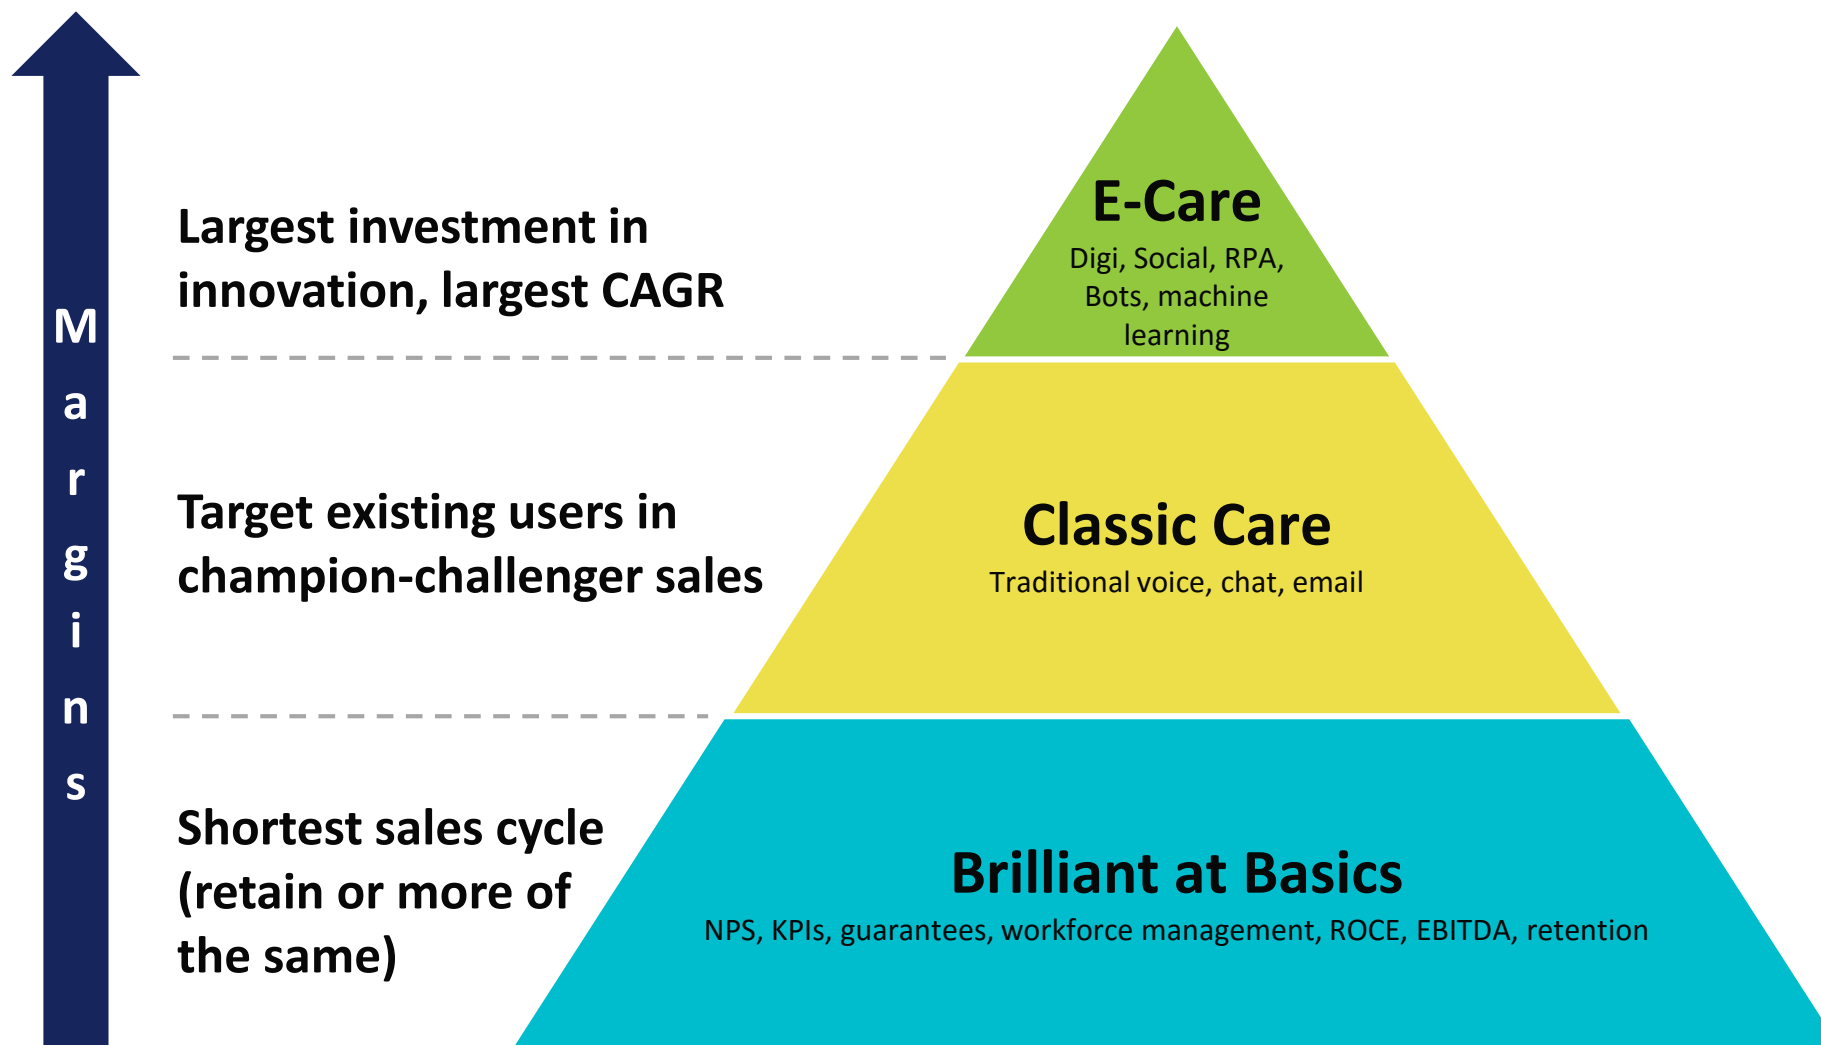 Margins
Largest investment in
innovation, largest CAGR
E-Care
Digi, Social, RPA,
Bots, machine
learning
Target existing users in
champion-challenger sales
Classic Care
Traditional voice, chat, email
Shortest sales cycle
(retain or more of
the same)
Brilliant at Basics
NPS, KPIs, guarantees, workforce management, ROCE, EBITDA, retention